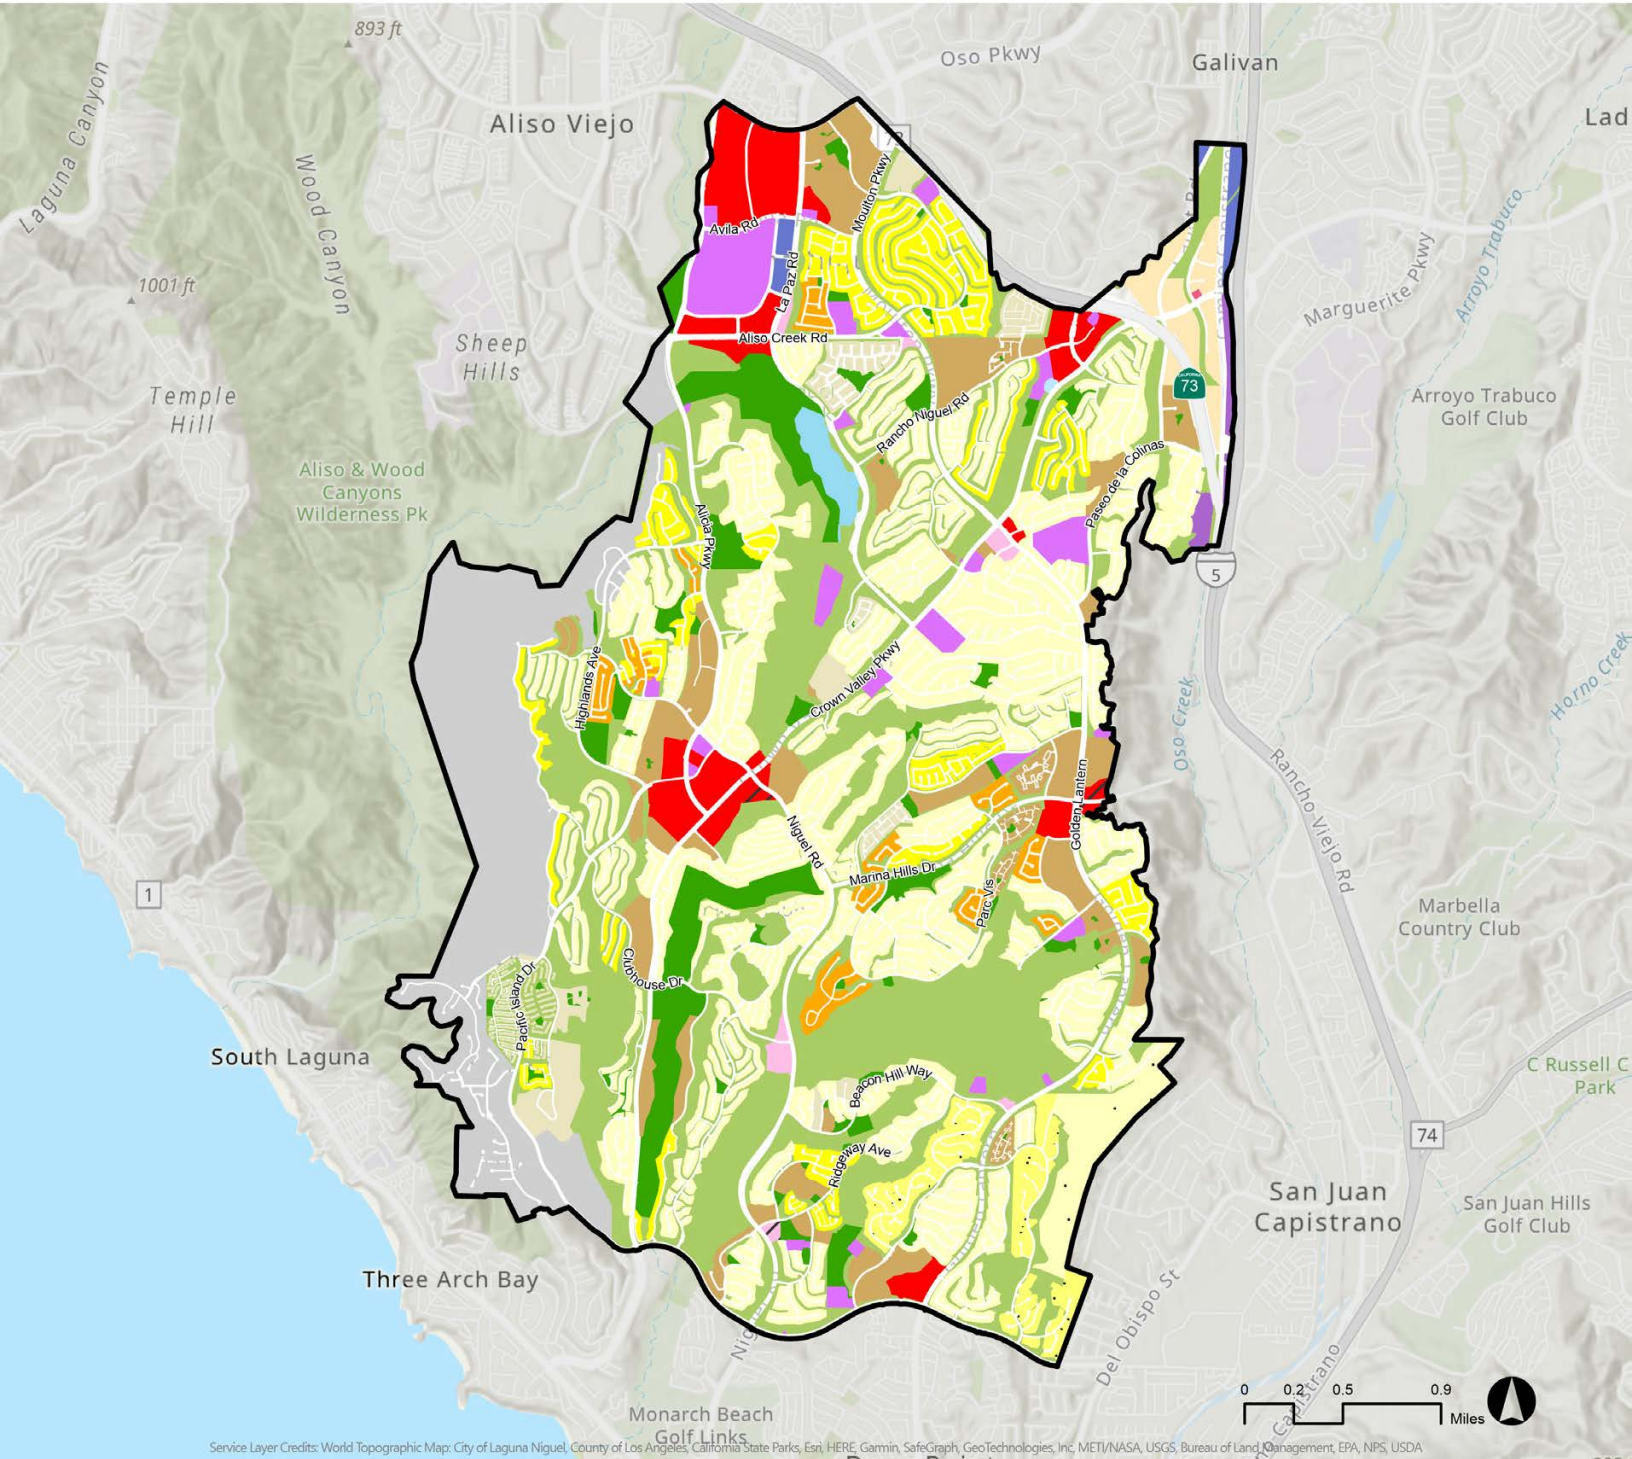 893 ft
Oso Pkwy
Galivan
Laguna Canyon
Aliso Viejo
Lad
73
Wood Canyon
Moulton Pkwy
Arroyo Trabuco
Avila Rd
La Paz Rd
1001 ft
Marguerite Pkwy
Sheep
Hills
Aliso Creek Rd
CALIFORNIA
73
Temple
Hill
Arroyo Trabuco
Golf Club
Rancho Niguel Rd
Paseo de la Colinas
Aliso & Wood
Canyons
Wilderness Pk
Alicia Pkwy
5
Highlands Ave
Crown Valley Pkwy
Oso Creek
Horno Creek
Golden Lantern
Rancho Viejo Rd
Niguel Rd
Marina Hills Dr
1
Parc Vis
Marbella
Country Club
Clubhouse Dr
Pacific Island Dr
South Laguna
Beacon Hill Way
C Russell C
Park
74
Ridgeway Ave
San Juan
Capistrano
San Juan Hills
Golf Club
Three Arch Bay
Del Obispo St
Nig
0 0.2 0.5 0.9
Miles
Capistrano
Monarch Beach
Golf Links
Service Layer Credits: World Topographic Map: City of Laguna Niguel, County of Los Angeles, California State Parks, Esri, HERE, Garmin, SafeGraph, GeoTechnologies, Inc, METI/NASA, USGS, Bureau of Land Management, EPA, NPS, USDA